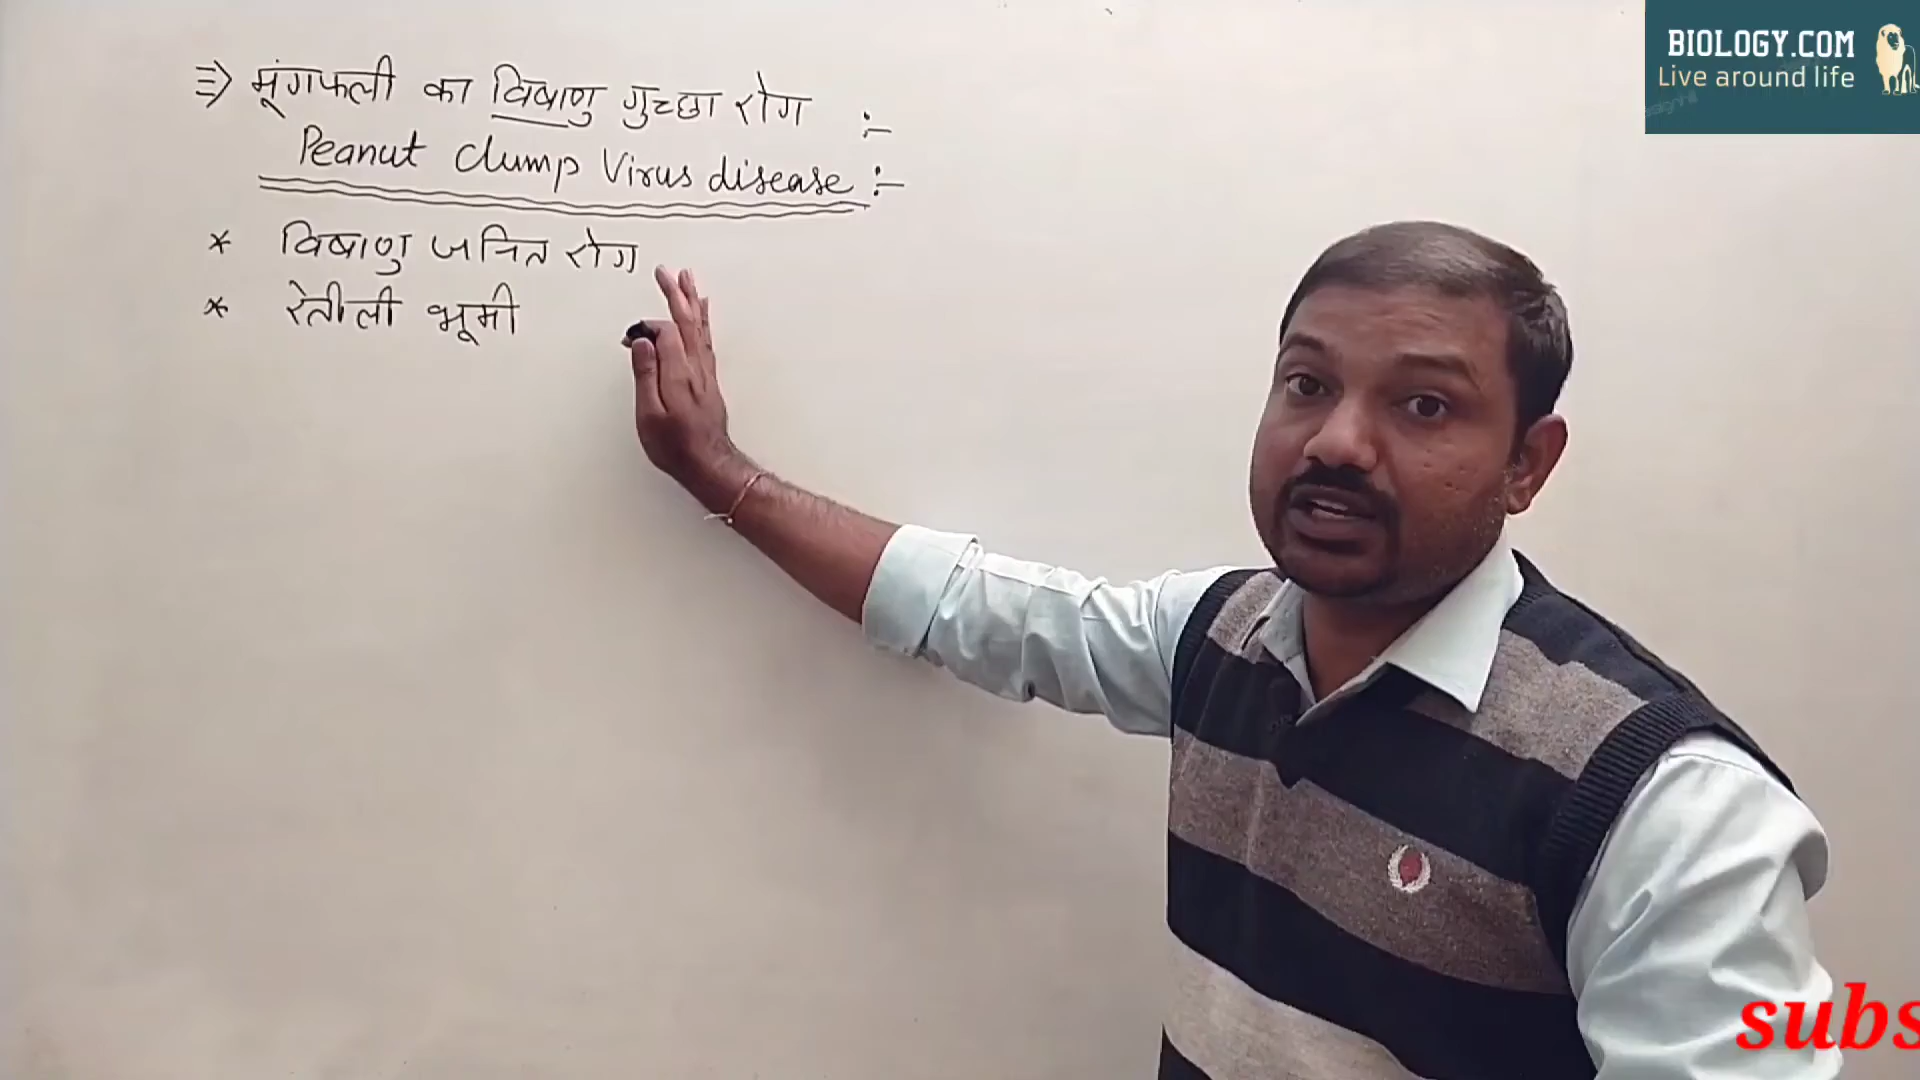 ⇒ मूंगफली का विषाणु गुच्छा रोग :-
Peanut clump Virus disease :-
* विषाणु जनित रोग
* रेतीली भूमी
BIOLOGY.COM
Live around life
subs